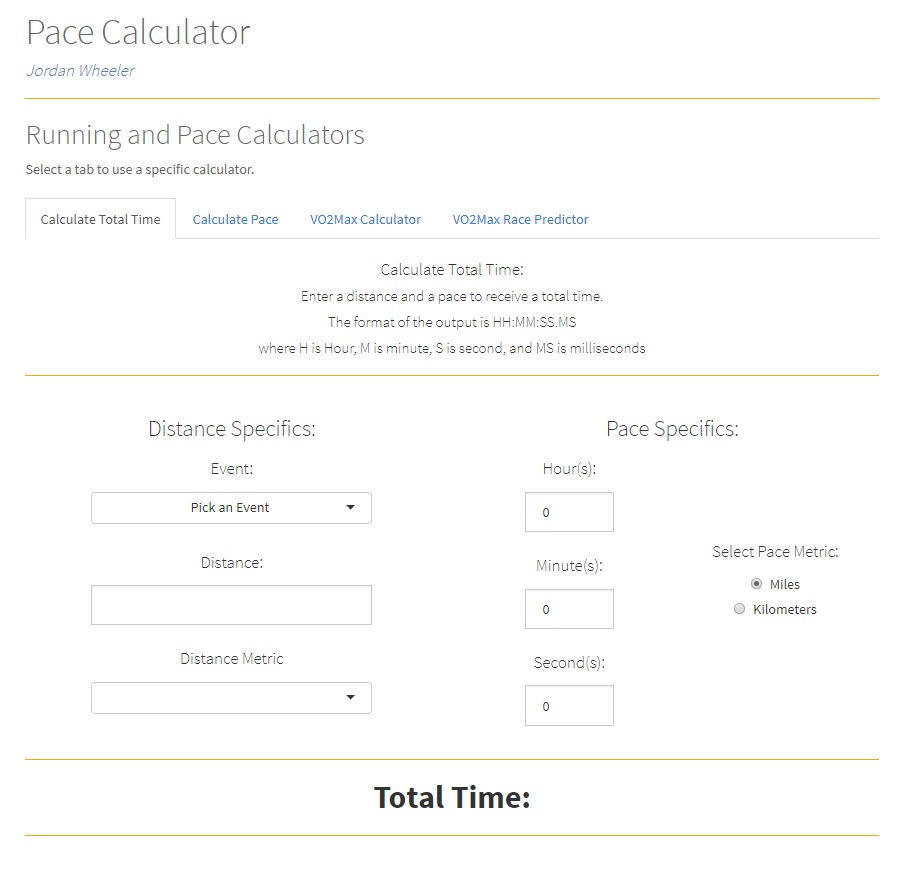 Pace Calculator
Jordan Wheeler
Running and Pace Calculators
Select a tab to use a specific calculator.
Calculate Total Time Calculate Pace VO2Max Calculator VO2Max Race Predictor
Calculate Total Time:
Enter a distance and a pace to receive a total time.
The format of the output is HH:MM:SS.MS
where H is Hour, M is minute, S is second, and MS is milliseconds
Distance Specifics:
Event:
Pick an Event
Distance:
Distance Metric
Pace Specifics:
Hour(s):
0
Minute(s):
0
Second(s):
0
Select Pace Metric:
Miles
Kilometers
Total Time: